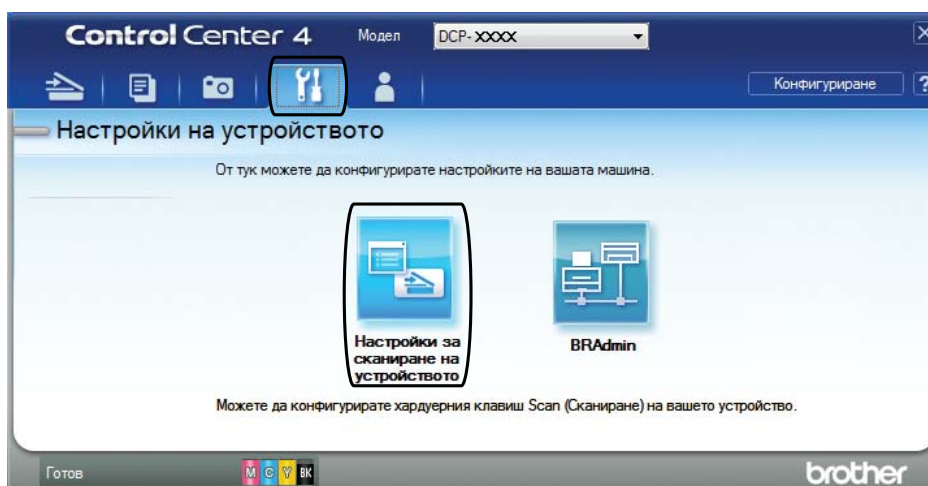 Control Center 4 Модел DCP- XXXX X
Конфигуриране ?
Настройки на устройството
От тук можете да конфигурирате настройките на вашата машина.
Настройки за
сканиране на
устройството
BRAdmin
Можете да конфигурирате хардуерния клавиш Scan (Сканиране) на вашето устройство.
Готов M C Y BK brother